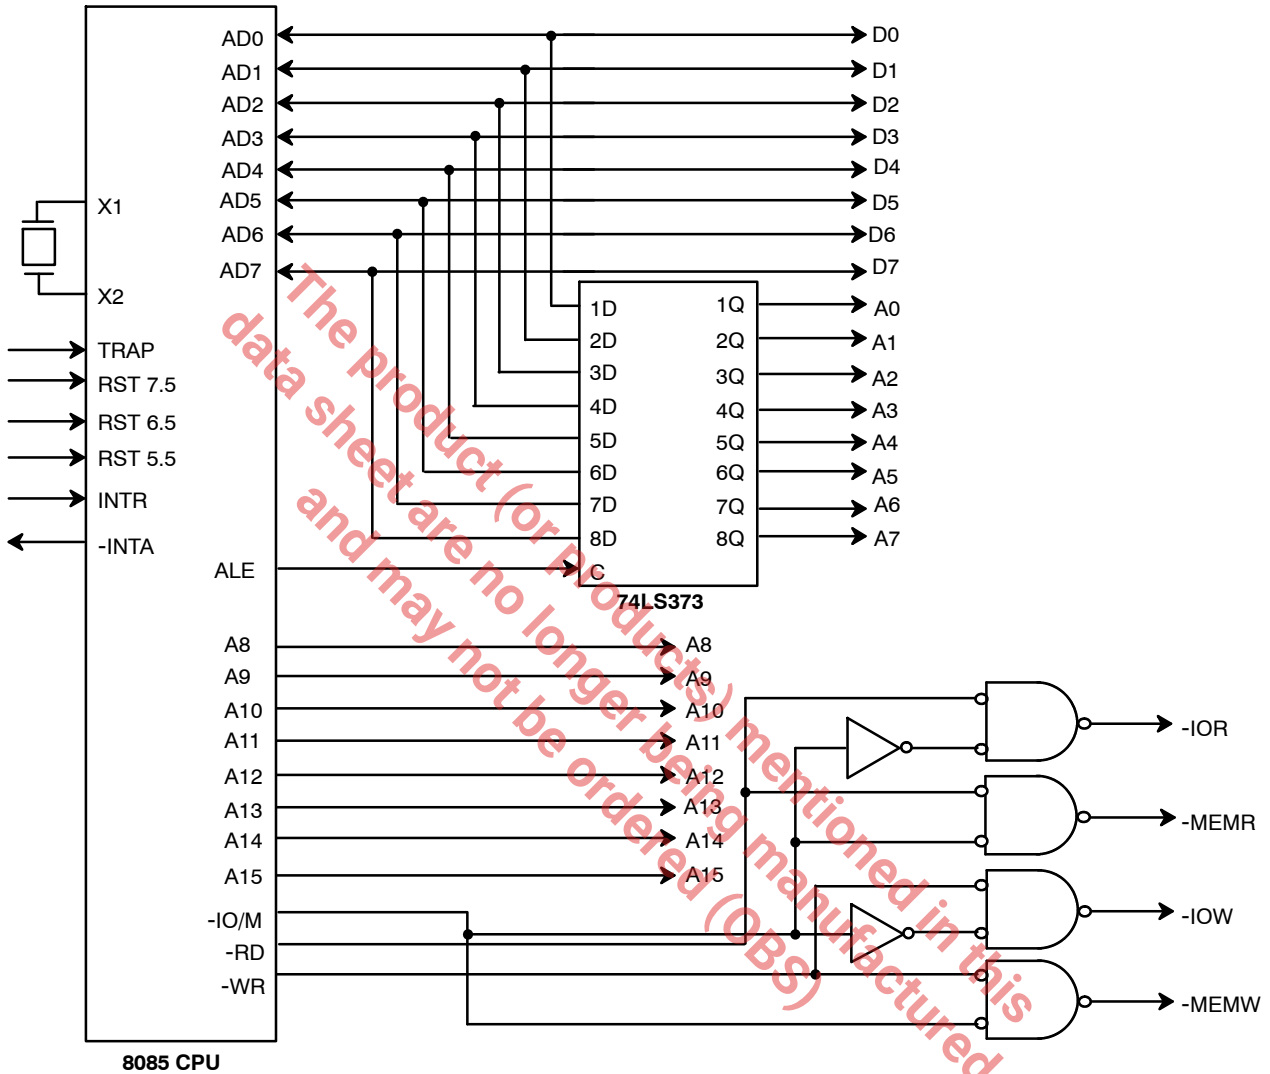 AD0
AD1
AD2
AD3
AD4
AD5
AD6
AD7
D0
D1
D2
D3
D4
D5
D6
D7
X1
X2
TRAP
RST 7.5
RST 6.5
RST 5.5
INTR
-INTA
ALE
1D
2D
3D
4D
5D
6D
7D
8D
C
1Q
2Q
3Q
4Q
5Q
6Q
7Q
8Q
74LS373
A0
A1
A2
A3
A4
A5
A6
A7
A8
A9
A10
A11
A12
A13
A14
A15
-IO/M
-RD
-WR
A8
A9
A10
A11
A12
A13
A14
A15
-IOR
-MEMR
-IOW
-MEMW
8085 CPU
The product (or products) mentioned in this
data sheet are no longer being manufactured
and may not be ordered (OBS)